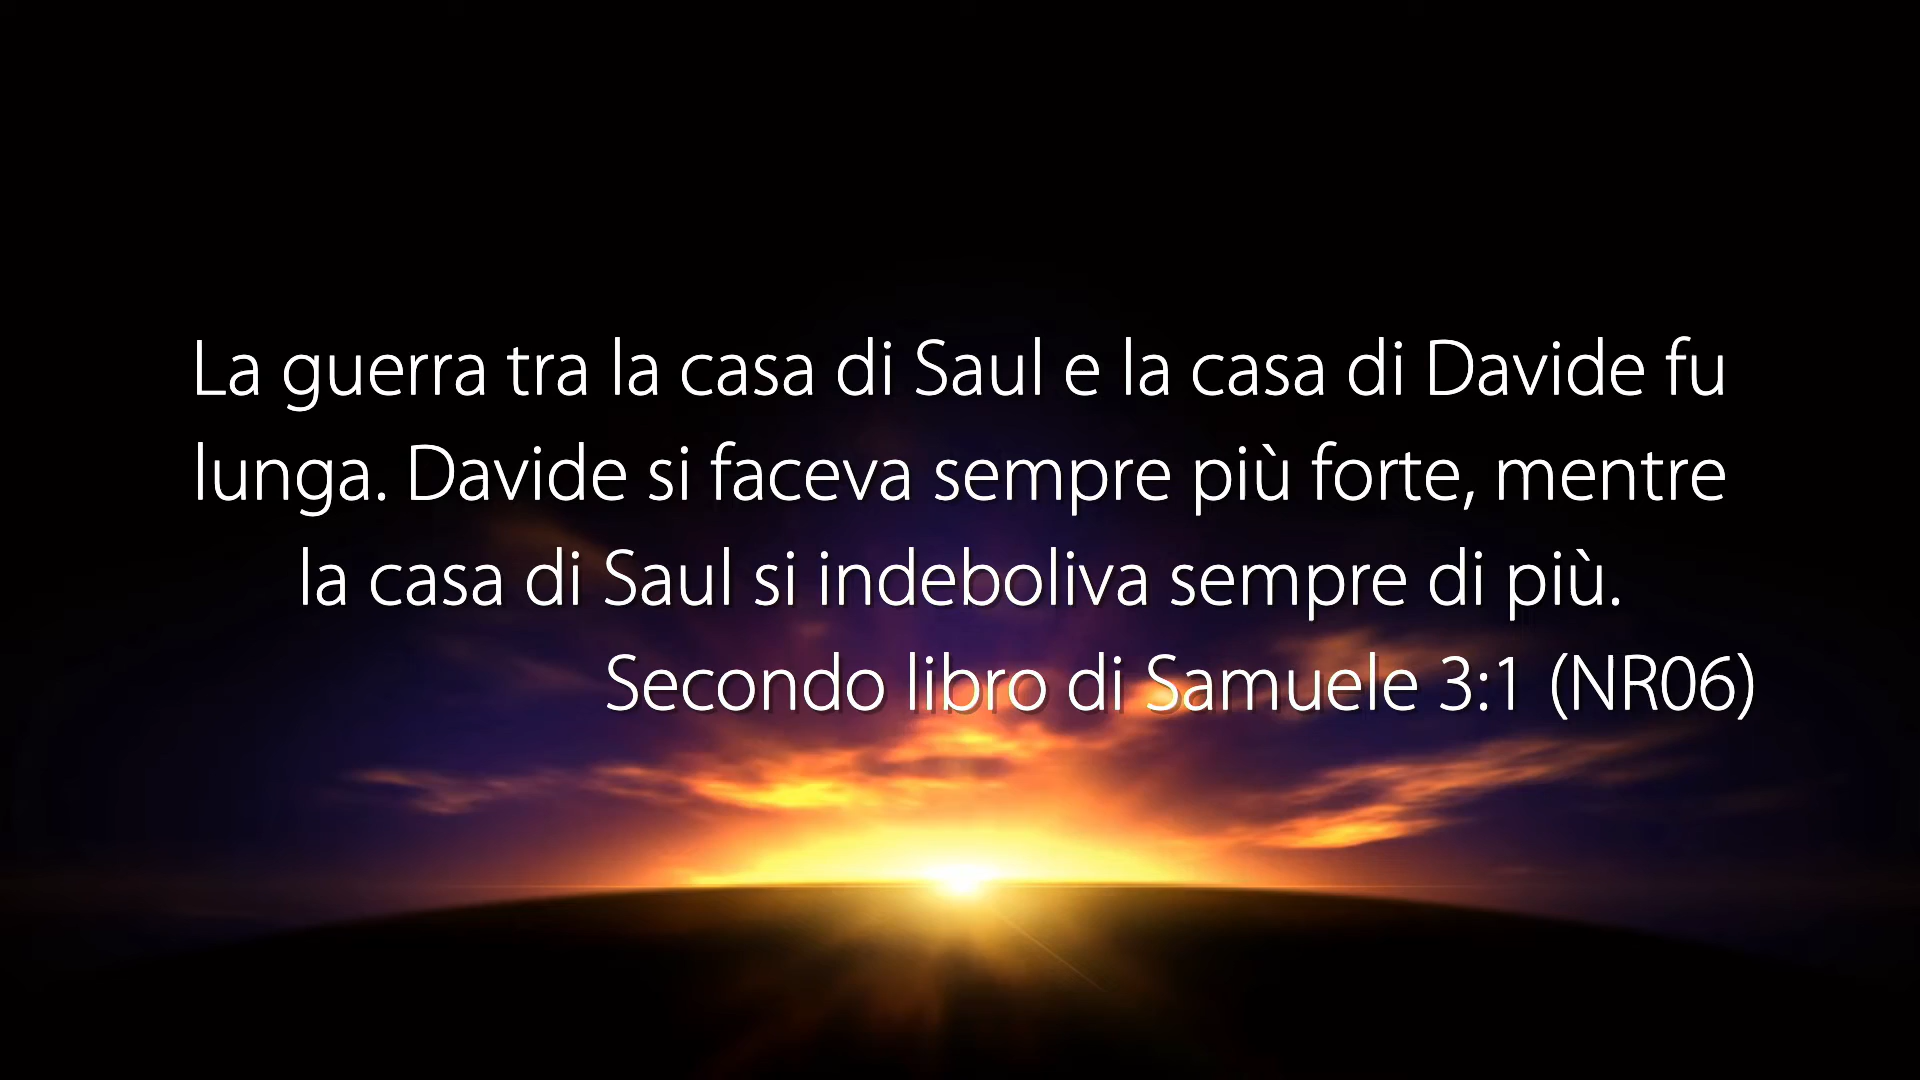 La guerra tra la casa di Saul e la casa di Davide fu
lunga. Davide si faceva sempre più forte, mentre
la casa di Saul si indeboliva sempre di più.
Secondo libro di Samuele 3:1 (NR06)